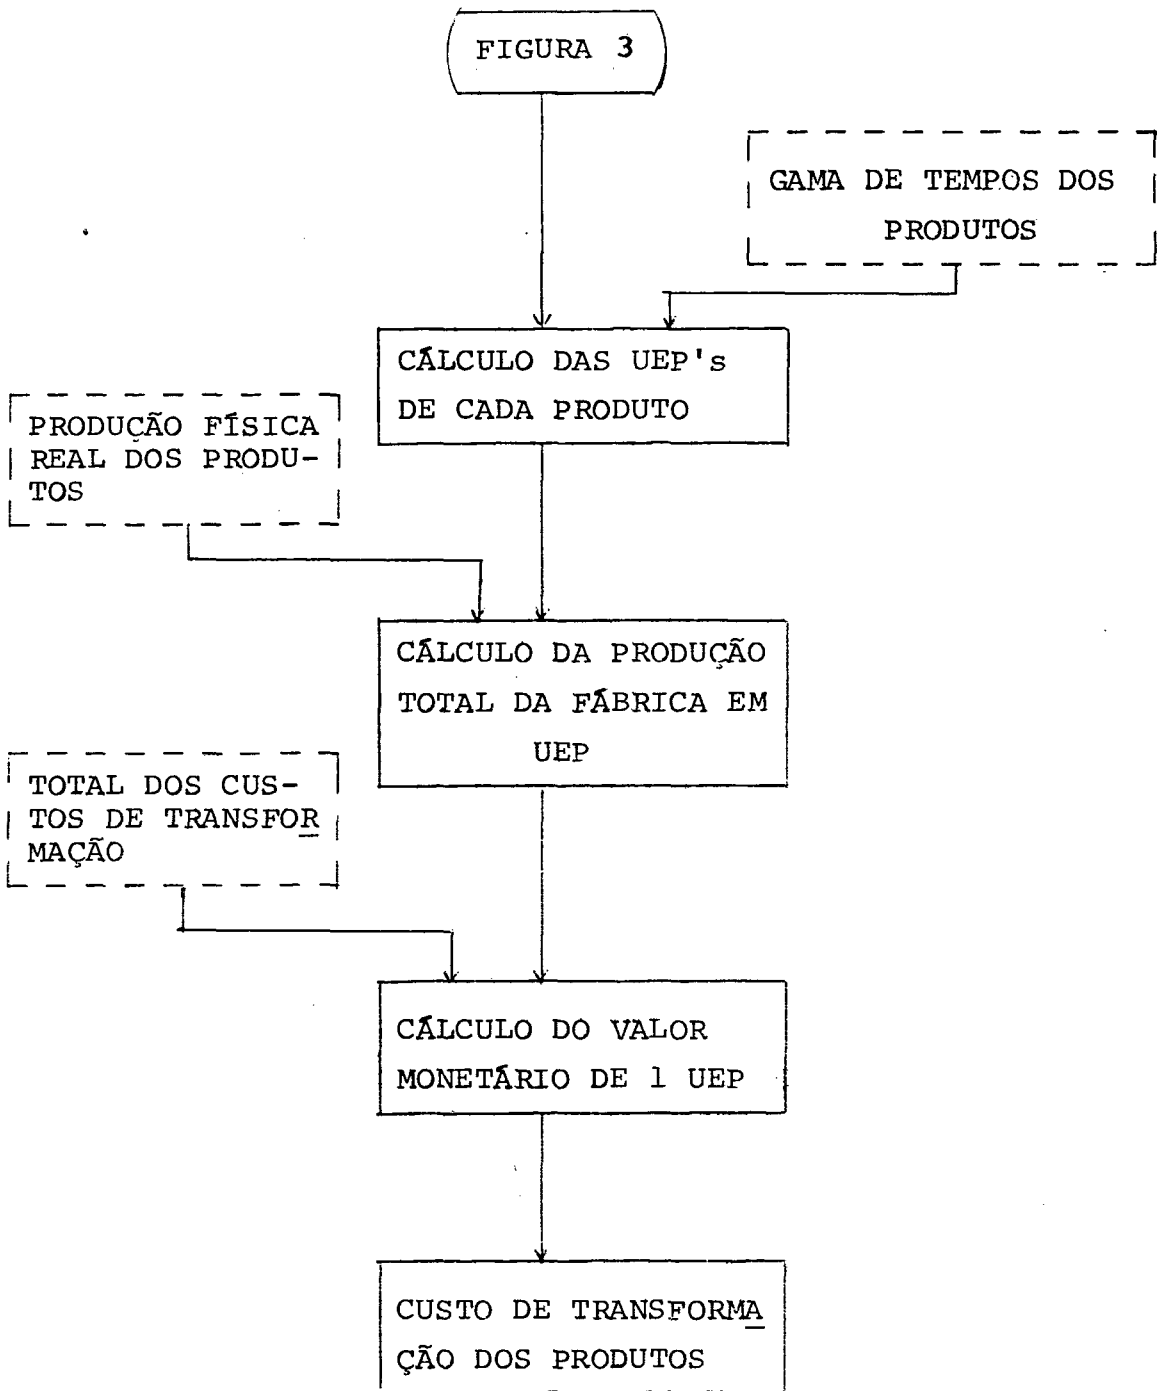 FIGURA 3
GAMA DE TEMPOS DOS
PRODUTOS
CÁLCULO DAS UEP's
DE CADA PRODUTO
PRODUÇÃO FÍSICA
REAL DOS PRODU-
TOS
CÁLCULO DA PRODUÇÃO
TOTAL DA FÁBRICA EM
UEP
TOTAL DOS CUS-
TOS DE TRANSFOR
MAÇÃO
CÁLCULO DO VALOR
MONETÁRIO DE 1 UEP
CUSTO DE TRANSFORMA
ÇÃO DOS PRODUTOS